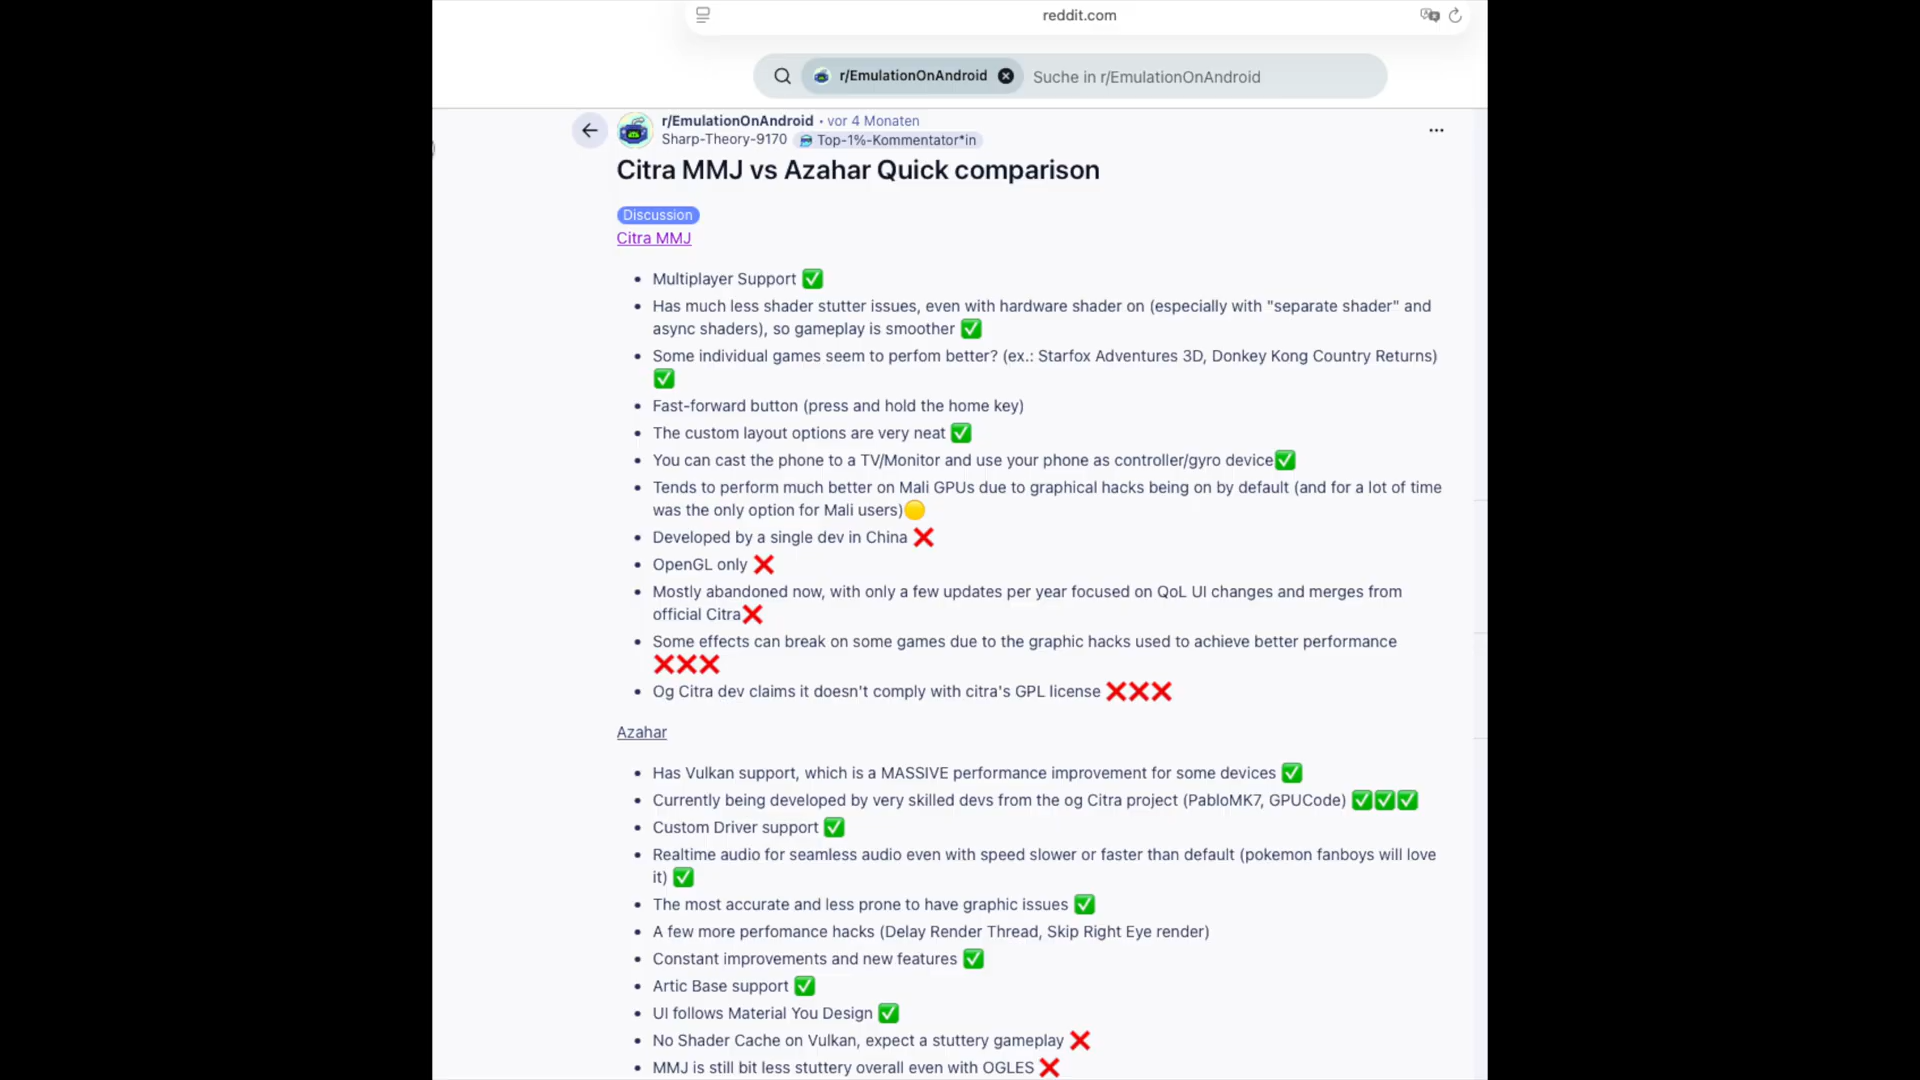 reddit.com
r/EmulationOnAndroid Suche in r/EmulationOnAndroid
r/EmulationOnAndroid • vor 4 Monaten
Sharp-Theory-9170 Top-1%-Kommentator*in
Citra MMJ vs Azahar Quick comparison
Discussion
Citra MMJ
• Multiplayer Support ✅
• Has much less shader stutter issues, even with hardware shader on (especially with "separate shader" and
async shaders), so gameplay is smoother ✅
• Some individual games seem to perfom better? (ex.: Starfox Adventures 3D, Donkey Kong Country Returns)
✅
• Fast-forward button (press and hold the home key)
• The custom layout options are very neat ✅
• You can cast the phone to a TV/Monitor and use your phone as controller/gyro device✅
• Tends to perform much better on Mali GPUs due to graphical hacks being on by default (and for a lot of time
was the only option for Mali users)🟡
• Developed by a single dev in China ❌
• OpenGL only ❌
• Mostly abandoned now, with only a few updates per year focused on QoL UI changes and merges from
official Citra❌
• Some effects can break on some games due to the graphic hacks used to achieve better performance
❌❌❌
• Og Citra dev claims it doesn't comply with citra's GPL license ❌❌❌
Azahar
• Has Vulkan support, which is a MASSIVE performance improvement for some devices ✅
• Currently being developed by very skilled devs from the og Citra project (PabloMK7, GPUCode) ✅✅✅
• Custom Driver support ✅
• Realtime audio for seamless audio even with speed slower or faster than default (pokemon fanboys will love
it) ✅
• The most accurate and less prone to have graphic issues ✅
• A few more perfomance hacks (Delay Render Thread, Skip Right Eye render)
• Constant improvements and new features ✅
• Artic Base support ✅
• UI follows Material You Design ✅
• No Shader Cache on Vulkan, expect a stuttery gameplay ❌
• MMJ is still bit less stuttery overall even with OGLES ❌